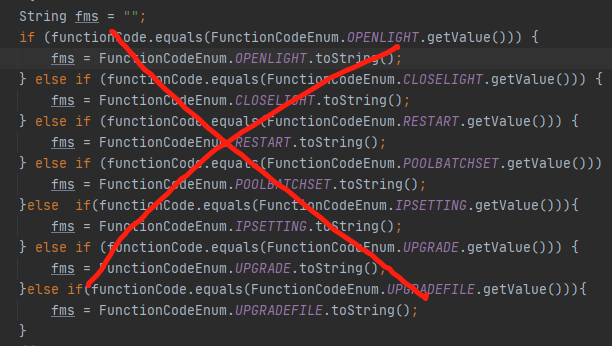 String fms = "";
if (functionCode.equals(FunctionCodeEnum.OPENLIGHT.getValue())) {
fms = FunctionCodeEnum.OPENLIGHT.toString();
} else if (functionCode.equals(FunctionCodeEnum.CLOSELIGHT.getValue())) {
fms = FunctionCodeEnum.CLOSELIGHT.toString();
} else if (functionCode.equals(FunctionCodeEnum.RESTART.getValue())) {
fms = FunctionCodeEnum.RESTART.toString();
} else if (functionCode.equals(FunctionCodeEnum.POOLBATCHSET.getValue())
fms = FunctionCodeEnum.POOLBATCHSET.toString();
}else  if(functionCode.equals(FunctionCodeEnum.IPSETTING.getValue())){
fms = FunctionCodeEnum.IPSETTING.toString();
} else if (functionCode.equals(FunctionCodeEnum.UPGRADE.getValue())) {
fms = FunctionCodeEnum.UPGRADE.toString();
}else if(functionCode.equals(FunctionCodeEnum.UPGRADEFILE.getValue())){
fms = FunctionCodeEnum.UPGRADEFILE.toString();
}